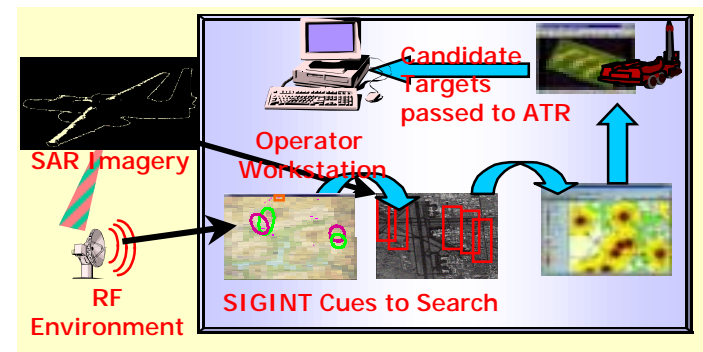 Candidate
Targets
passed to ATR
SAR Imagery
Operator
Workstation
SIGINT Cues to Search
RF
Environment